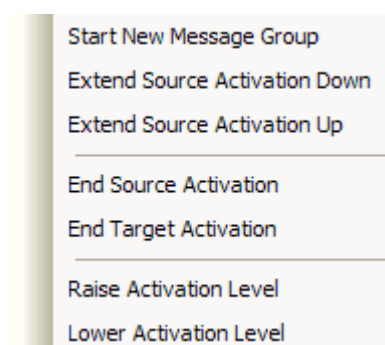 Start New Message Group
Extend Source Activation Down
Extend Source Activation Up
End Source Activation
End Target Activation
Raise Activation Level
Lower Activation Level